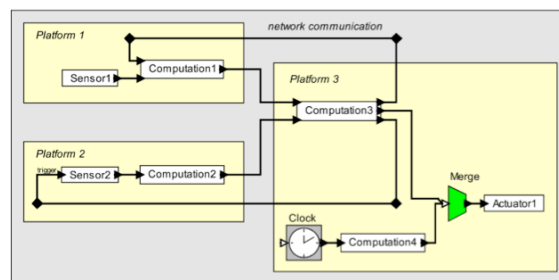 network communication
Platform 1
Sensor1
Computation1
Platform 2
trigger
Sensor2
Computation2
Platform 3
Computation3
Merge
Actuator1
Clock
Computation4